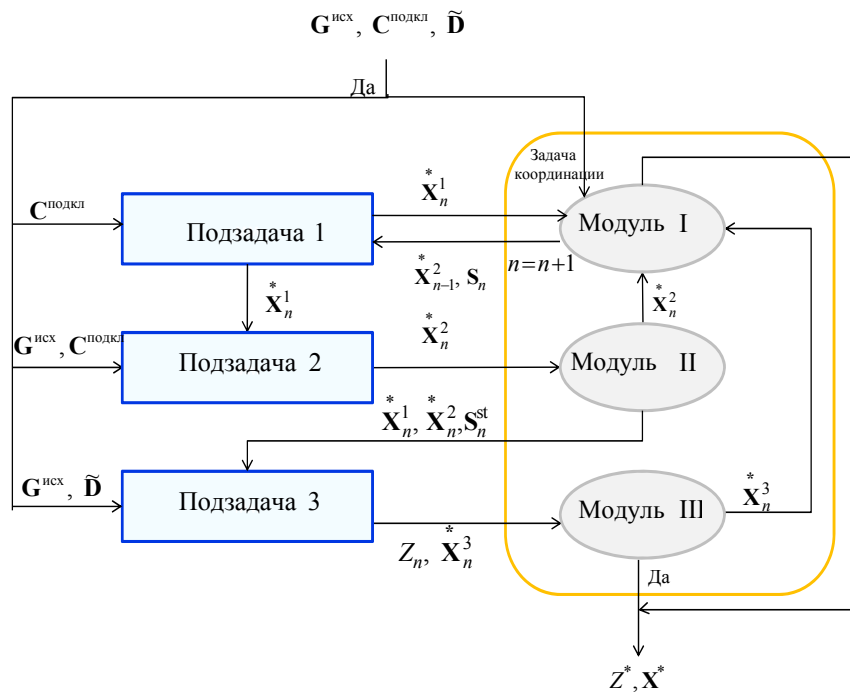 G^исх, C^подкл, D̃
Да
Задача
координации
X*_n^1
C^подкл
Подзадача 1
Модуль I
X*_{n-1}^2, S_n
n=n+1
X*_n^1
X*_n^2
X*_n^2
G^исх, C^подкл
Подзадача 2
Модуль II
X*_n^1, X*_n^2, S_n^st
G^исх, D̃
Подзадача 3
Модуль III
X*_n^3
Z_n, X*_n^3
Да
Z*, X*